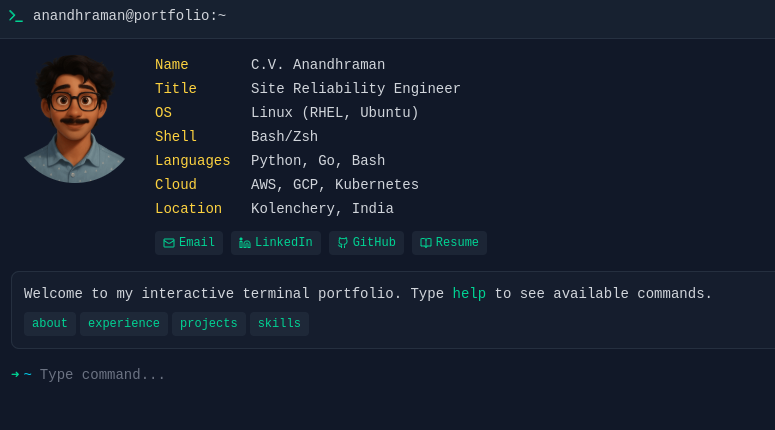 anandhraman@portfolio:~
Name C.V. Anandhraman
Title Site Reliability Engineer
OS Linux (RHEL, Ubuntu)
Shell Bash/Zsh
Languages Python, Go, Bash
Cloud AWS, GCP, Kubernetes
Location Kolenchery, India
Email LinkedIn GitHub Resume
Welcome to my interactive terminal portfolio. Type help to see available commands.
about experience projects skills
➜ ~ Type command...